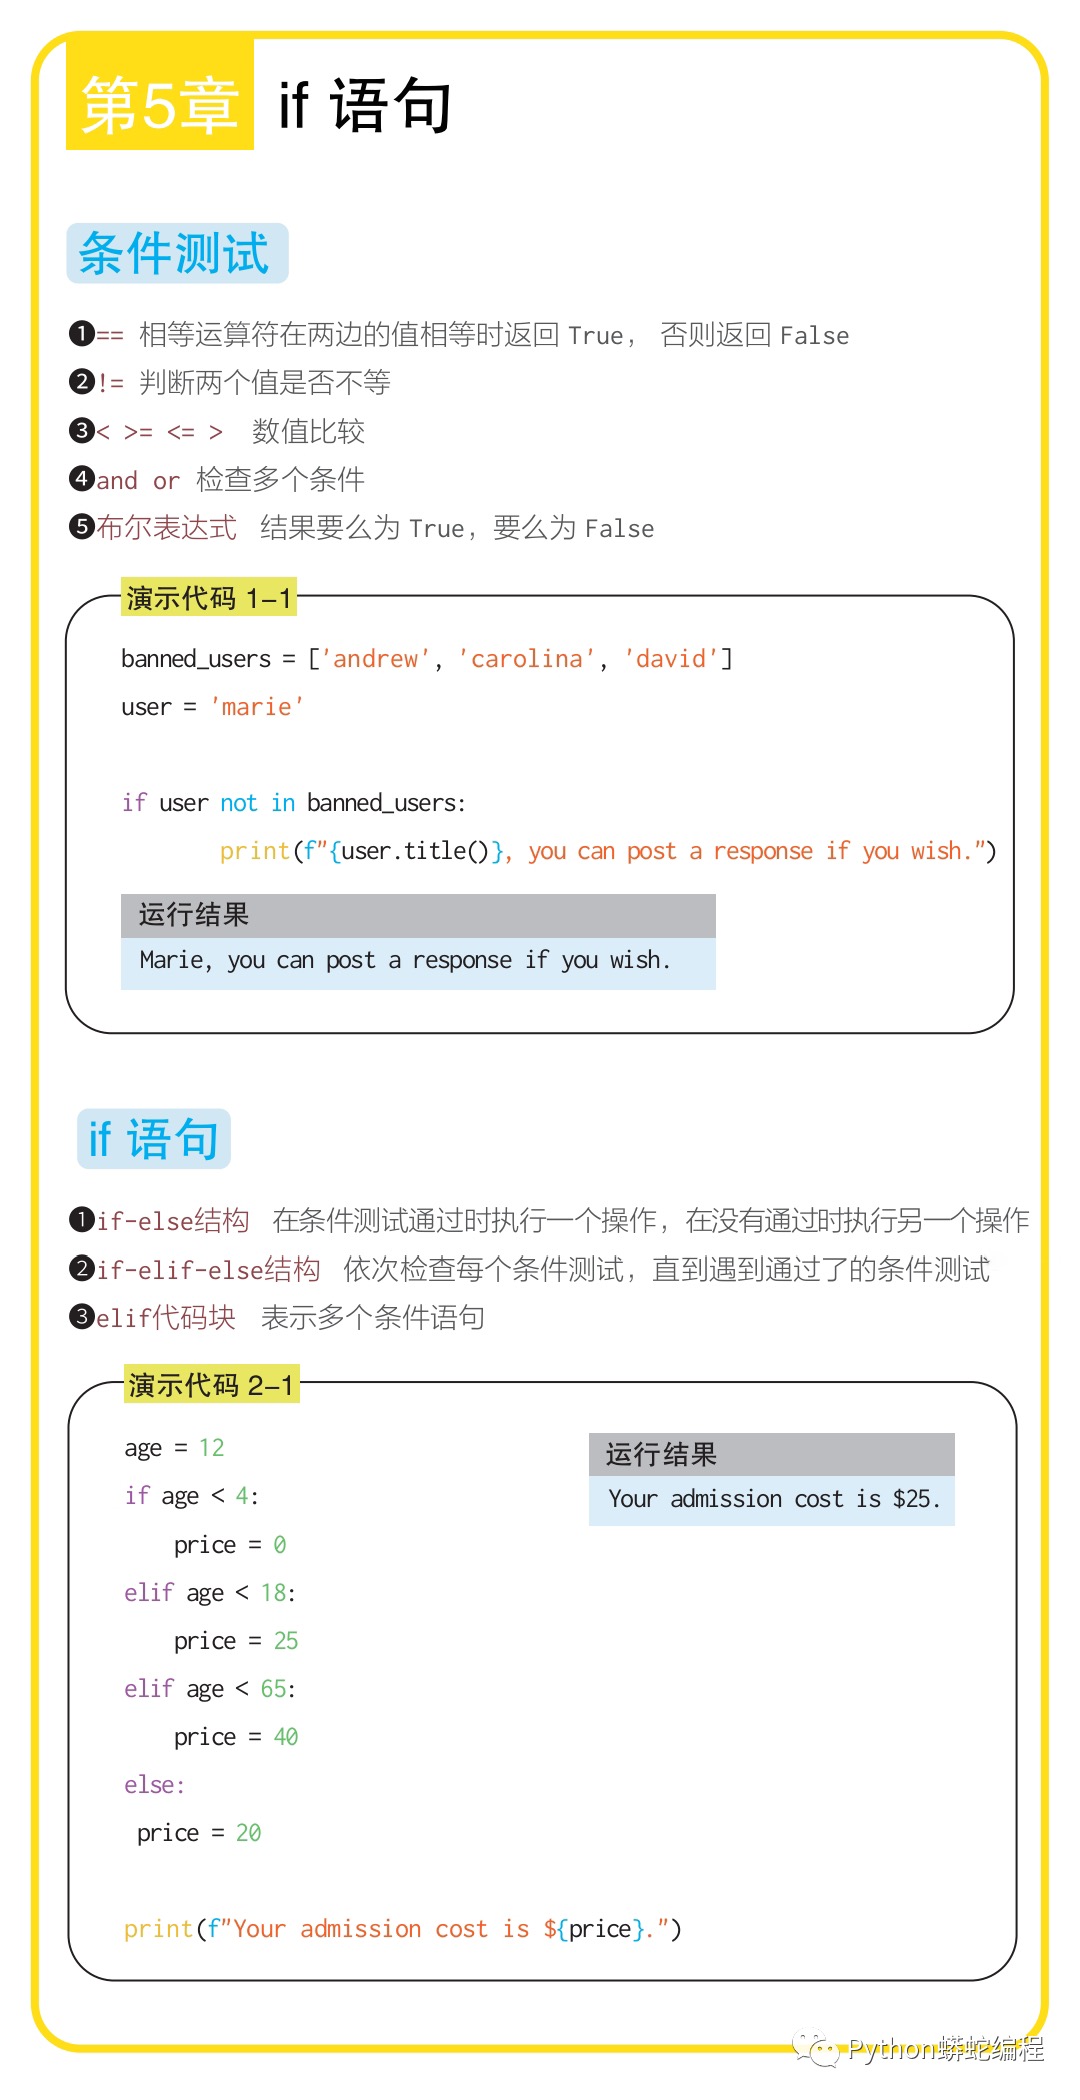 第5章 if 语句
条件测试
❶== 相等运算符在两边的值相等时返回 True， 否则返回 False
❷!= 判断两个值是否不等
❸< >= <= > 数值比较
❹and or 检查多个条件
❺布尔表达式 结果要么为 True，要么为 False
演示代码 1-1
banned_users = ['andrew', 'carolina', 'david']
user = 'marie'
if user not in banned_users:
        print(f"{user.title()}, you can post a response if you wish.")
运行结果
Marie, you can post a response if you wish.
if 语句
❶if-else结构 在条件测试通过时执行一个操作，在没有通过时执行另一个操作
❷if-elif-else结构 依次检查每个条件测试，直到遇到通过了的条件测试
❸elif代码块 表示多个条件语句
演示代码 2-1
age = 12
if age < 4:
    price = 0
elif age < 18:
    price = 25
elif age < 65:
    price = 40
else:
 price = 20
print(f"Your admission cost is ${price}.")
运行结果
Your admission cost is $25.
Python蟒蛇编程